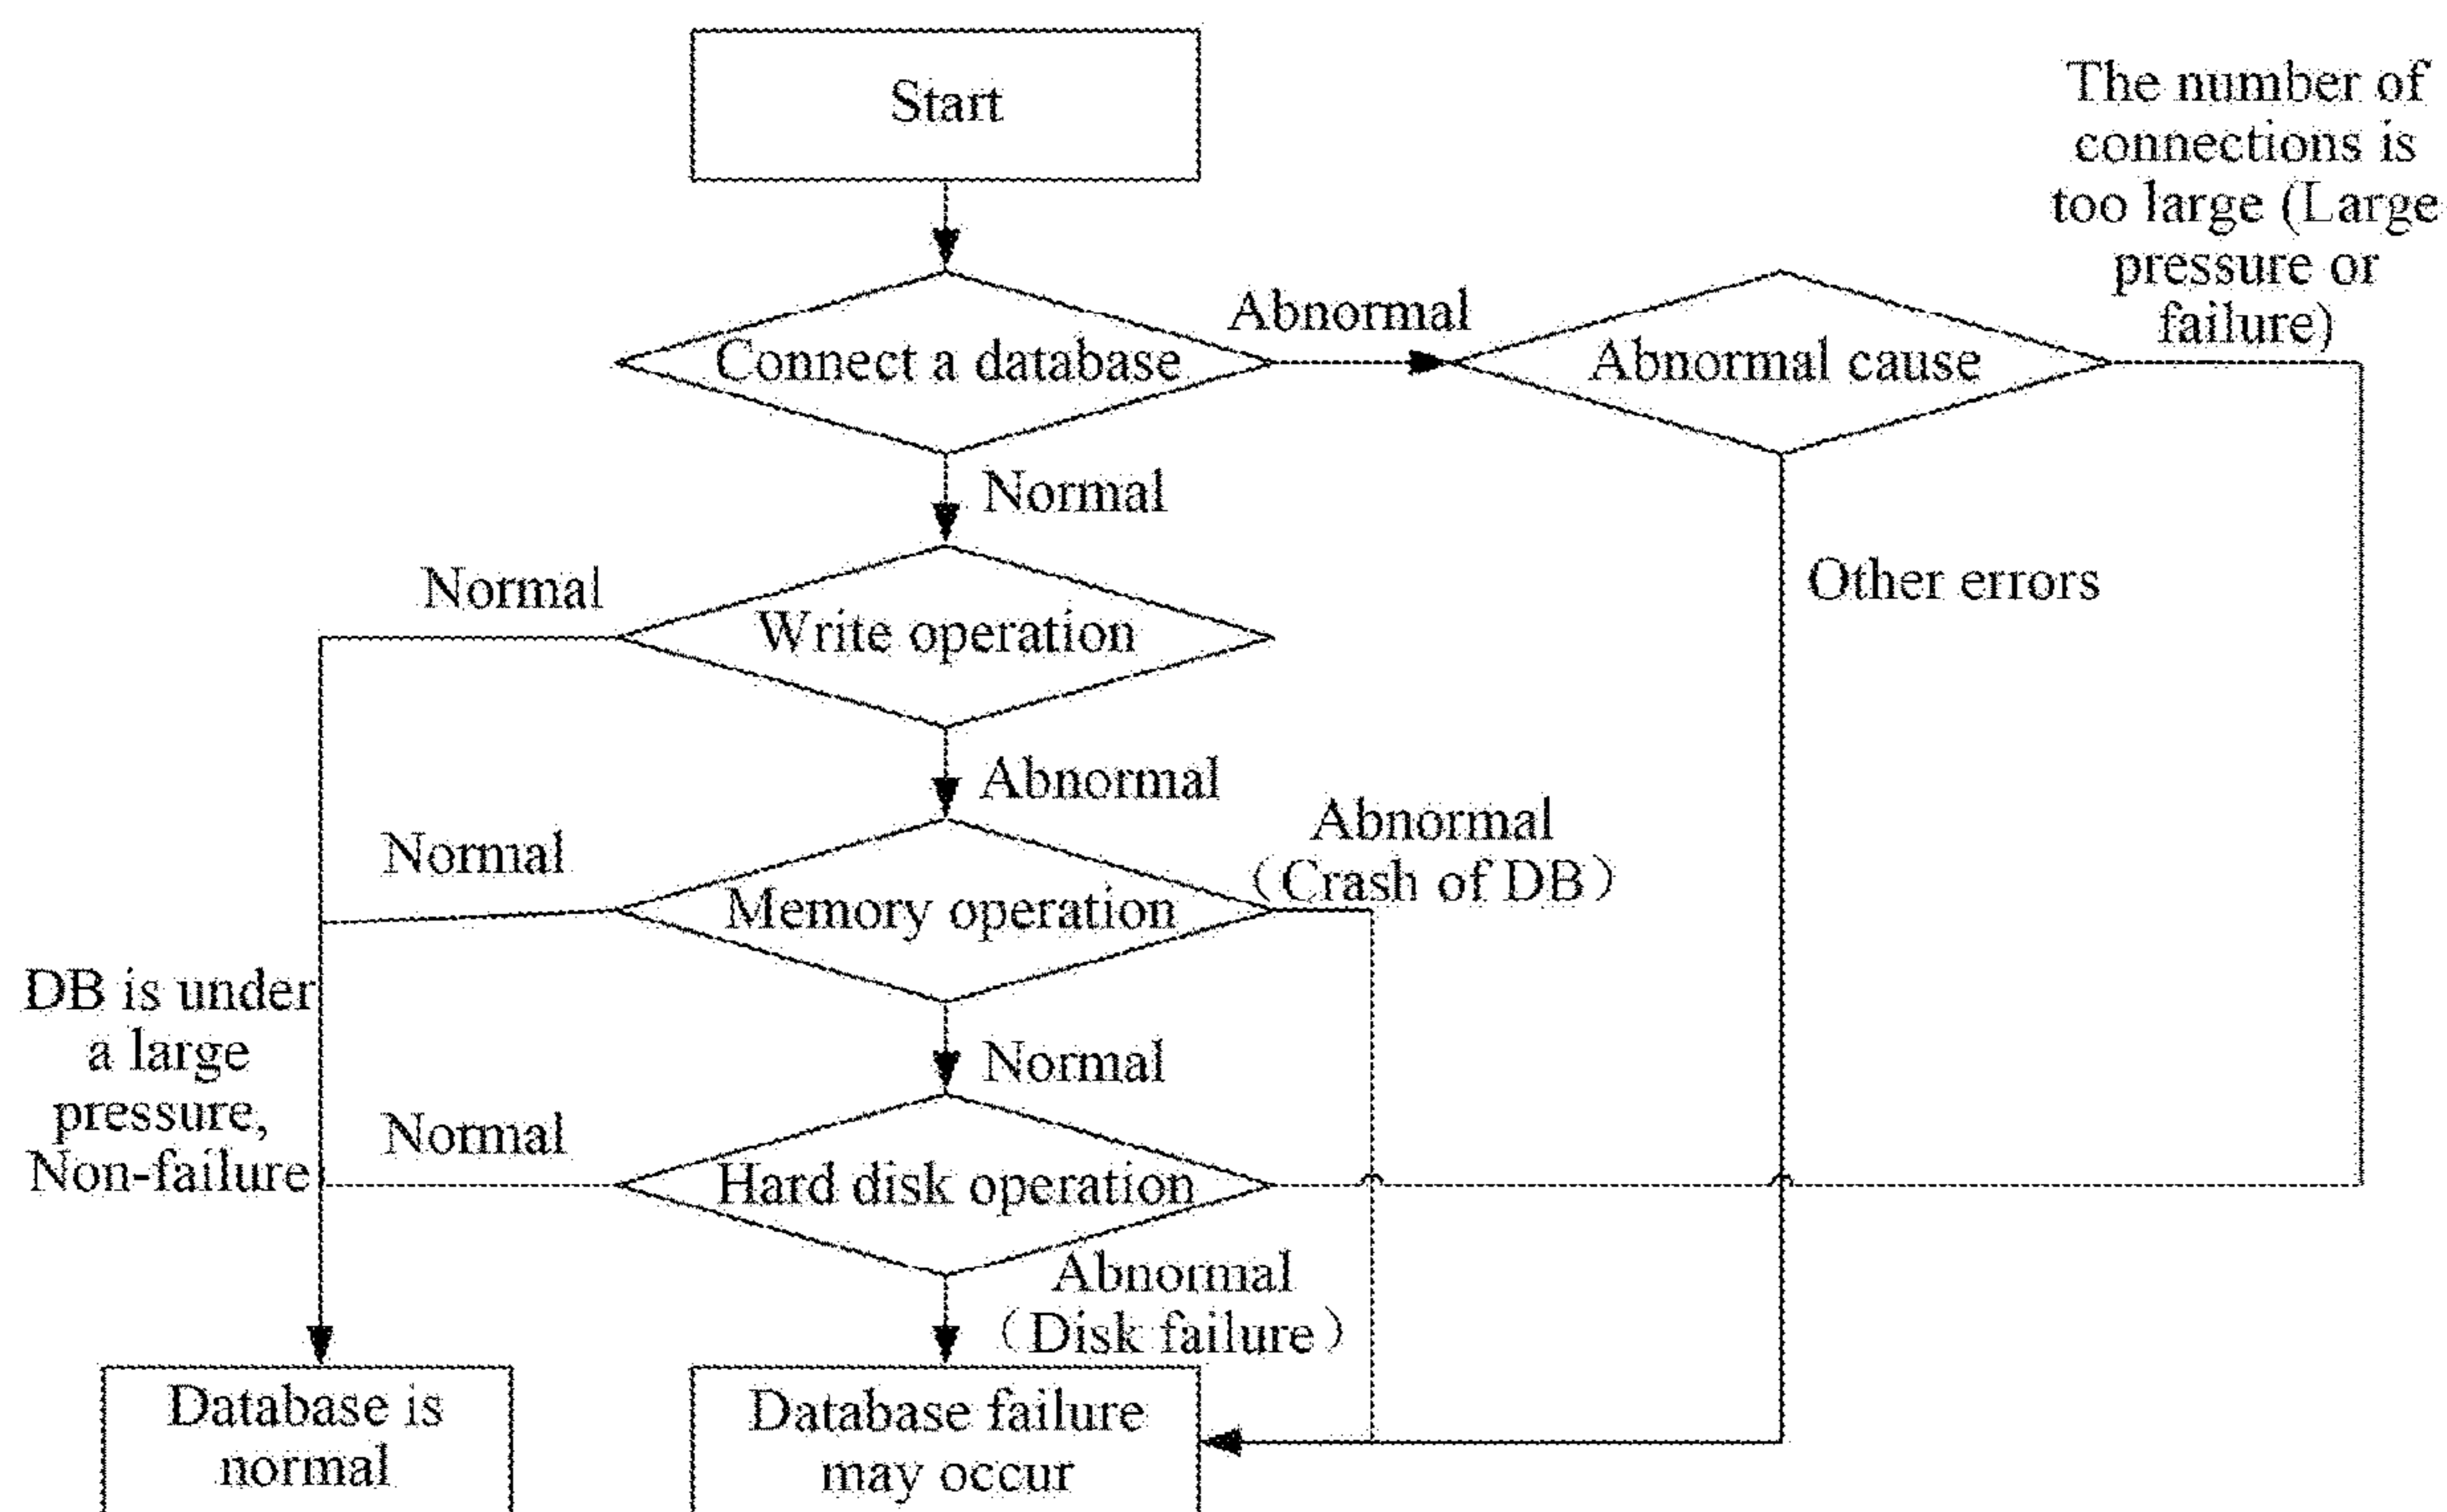 Start
The number of
connections is
too large (Large
pressure or
failure)
Abnormal
Connect a database
Abnormal cause
Normal
Other errors
Normal
Write operation
Abnormal
Abnormal
(Crash of DB)
Normal
Memory operation
DB is under
a large
pressure,
Non-failure
Normal
Normal
Hard disk operation
Abnormal
(Disk failure)
Database is
normal
Database failure
may occur